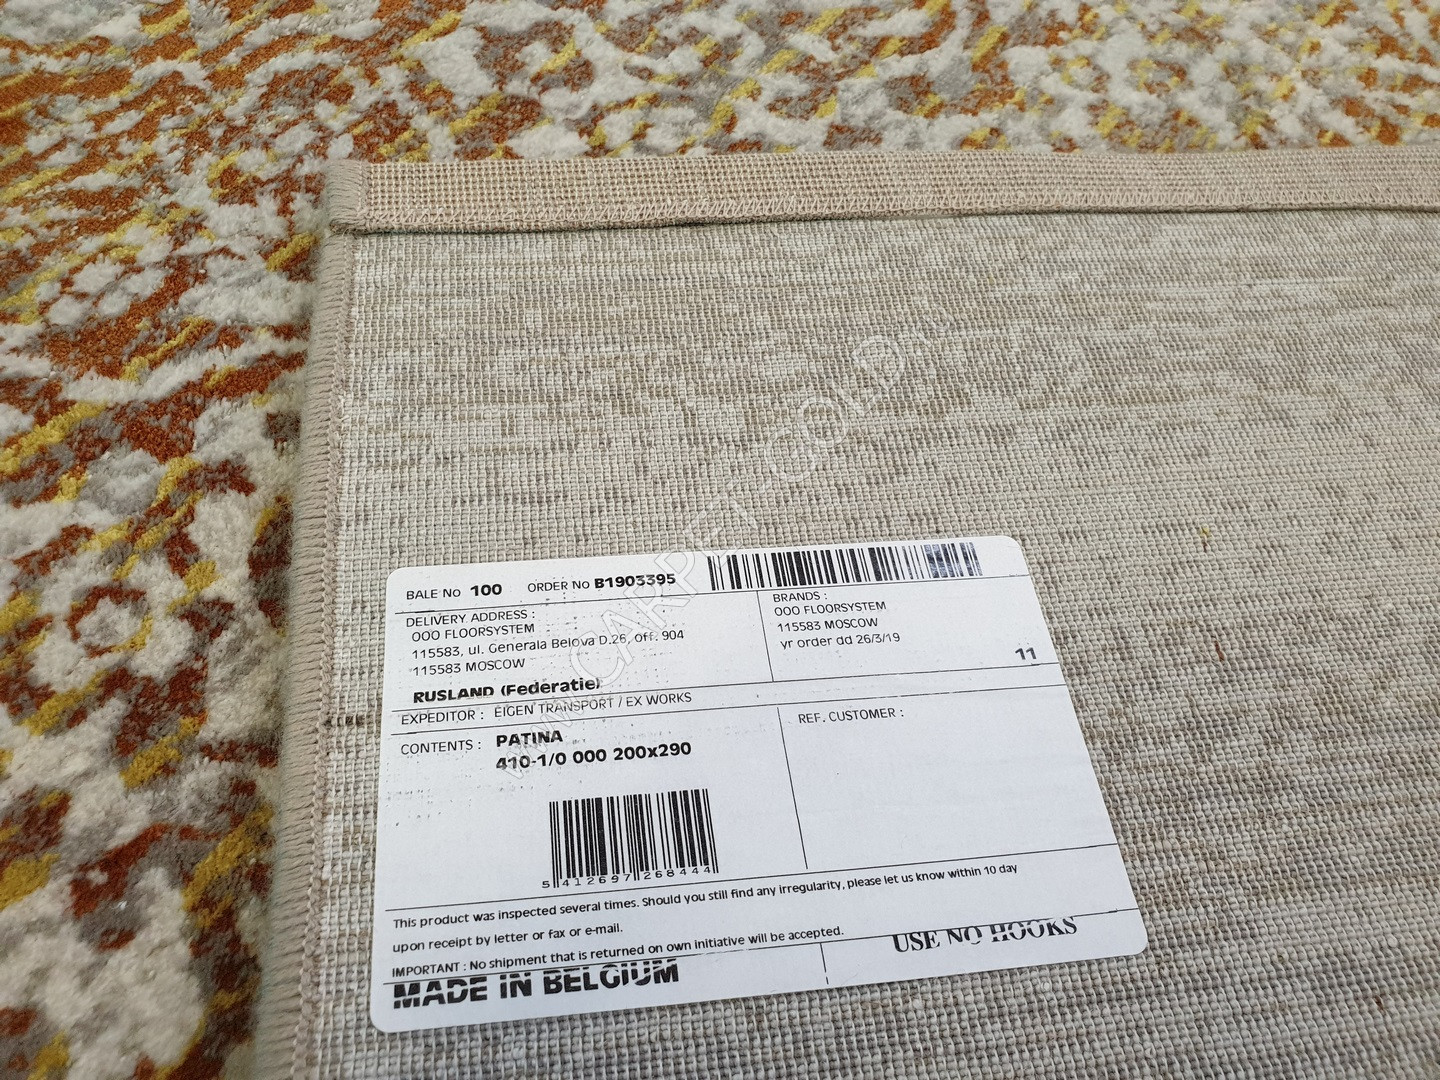 BALE No 100 ORDER No B1903395
DELIVERY ADDRESS :
OOO FLOORSYSTEM
115583, ul. Generala Belova D.26, Off. 904
115583 MOSCOW
RUSLAND (Federatie)
BRANDS :
OOO FLOORSYSTEM
115583 MOSCOW
yr order dd 26/3/19
11
EXPEDITOR : EIGEN TRANSPORT / EX WORKS
CONTENTS : PATINA
410-1/0 000 200x290
REF. CUSTOMER :
5 412697 268444
This product was inspected several times. Should you still find any irregularity, please let us know within 10 day
upon receipt by letter or fax or e-mail.
IMPORTANT : No shipment that is returned on own initiative will be accepted.
MADE IN BELGIUM
USE NO HOOKS
www.CARPET GOLD.